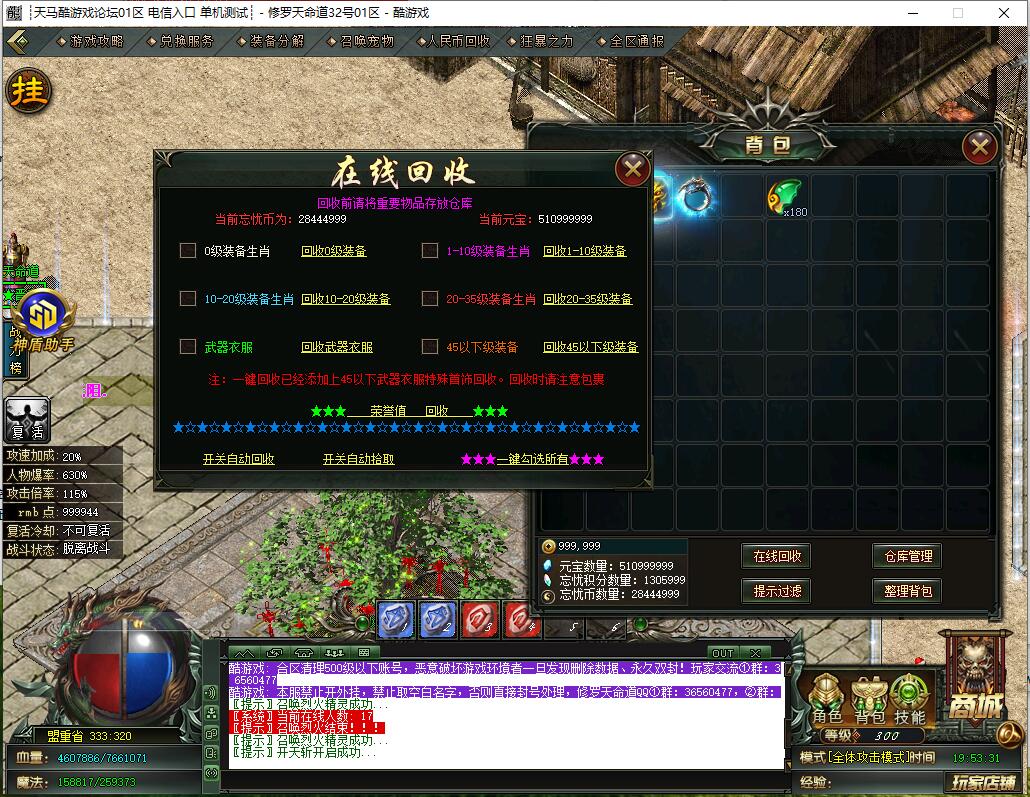 天马酷游戏论坛01区 电信入口 单机测试 - 修罗天命道32号01区 - 酷游戏
游戏攻略 兑换服务 装备分解 召唤宠物 人民币回收 狂暴之力 全区通报
挂
背包
在线回收
回收前请将重要物品存放仓库
当前忘忧币为: 28444999 当前元宝: 510999999
0级装备生肖 回收0级装备 1-10级装备生肖 回收1-10级装备
10-20级装备生肖 回收10-20级装备 20-35级装备生肖 回收20-35级装备
武器衣服 回收武器衣服 45以下级装备 回收45以下级装备
注: 一键回收已经添加上45以下武器衣服特殊首饰回收。回收时请注意包裹
★★★ 荣誉值 回收 ★★★
★☆★☆★☆★☆★☆★☆★☆★☆★☆★☆★☆★☆★☆★☆★☆★☆★☆★☆★☆★
开关自动回收 开关自动拾取 ★★★一键勾选所有★★★
x180
天命道
神盾助手
榜
复活
攻速加成: 20%
人物爆率: 630%
攻击倍率: 115%
rmb 点: 999944
复活冷却: 不可复活
战斗状态: 脱离战斗
999,999
元宝数量: 510999999
忘忧积分数量: 1305999
忘忧币数量: 28444999
在线回收 仓库管理
提示过滤 整理背包
2 3 4 5 6
OUT
酷游戏: 合区清理500级以下账号，恶意破坏游戏环境者一旦发现删除数据、永久双封！玩家交流①群: 3
6560477
酷游戏: 本服禁止开外挂，禁止取空白名字，否则直接封号处理，修罗天命道QQ①群: 36560477，②群:
〖提示〗召唤烈火精灵成功...
〖系统〗当前在线人数: 17
〖提示〗召唤烈火结束！！！
〖提示〗召唤烈火精灵成功...
〖提示〗开天斩开启成功...
盟重省 333:320
血量: 4607886/7661071
魔法: 158817/259373
角色 背包 技能
商城
等级 300
模式[全体攻击模式]时间 19:53:31
经验:
玩家店铺